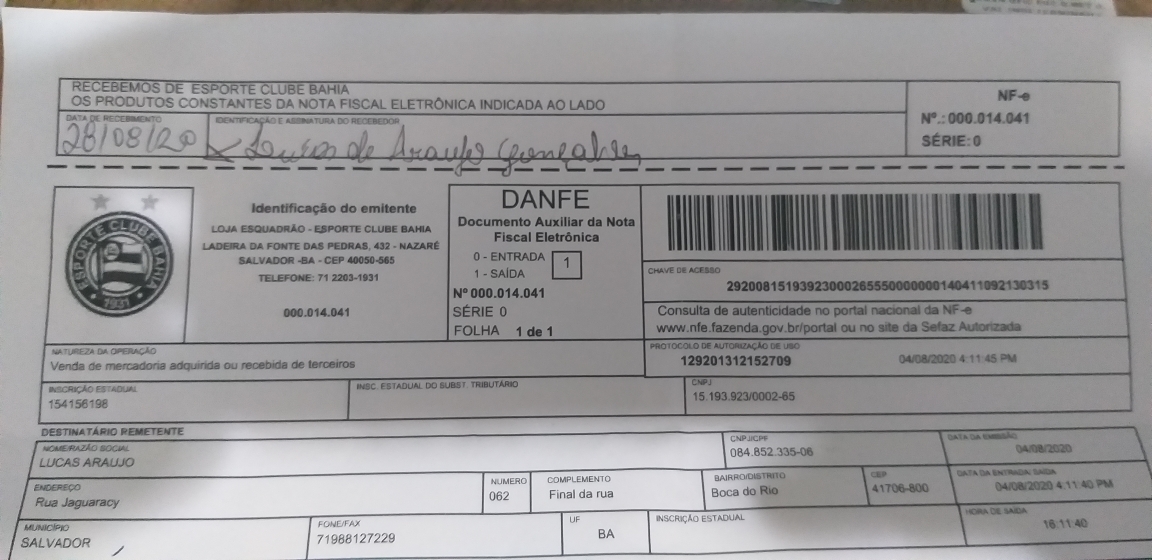 RECEBEMOS DE ESPORTE CLUBE BAHIA
OS PRODUTOS CONSTANTES DA NOTA FISCAL ELETRÔNICA INDICADA AO LADO
NF-e
Nº.: 000.014.041
SÉRIE: 0
DATA DE RECEBIMENTO
28/08/20
IDENTIFICAÇÃO E ASSINATURA DO RECEBEDOR
Lucas de Araujo Gonçalves
ESPORTE CLUBE BAHIA
1931
Identificação do emitente
LOJA ESQUADRÃO - ESPORTE CLUBE BAHIA
LADEIRA DA FONTE DAS PEDRAS, 432 - NAZARÉ
SALVADOR -BA - CEP 40050-565
TELEFONE: 71 2203-1931
000.014.041
DANFE
Documento Auxiliar da Nota
Fiscal Eletrônica
0 - ENTRADA
1 - SAÍDA
1
Nº 000.014.041
SÉRIE 0
FOLHA 1 de 1
CHAVE DE ACESSO
29200815193923000265550000000140411092130315
Consulta de autenticidade no portal nacional da NF-e
www.nfe.fazenda.gov.br/portal ou no site da Sefaz Autorizada
NATUREZA DA OPERAÇÃO
Venda de mercadoria adquirida ou recebida de terceiros
PROTOCOLO DE AUTORIZAÇÃO DE USO
129201312152709 04/08/2020 4:11:45 PM
INSCRIÇÃO ESTADUAL
154156198
INSC. ESTADUAL DO SUBST. TRIBUTÁRIO
CNPJ
15.193.923/0002-65
DESTINATÁRIO REMETENTE
NOME/RAZÃO SOCIAL
LUCAS ARAUJO
CNPJ/CPF
084.852.335-06
DATA DA EMISSÃO
04/08/2020
ENDEREÇO
Rua Jaguaracy
NUMERO
062
COMPLEMENTO
Final da rua
BAIRRO/DISTRITO
Boca do Rio
CEP
41706-800
DATA DA ENTRADA/SAÍDA
04/08/2020 4:11:40 PM
MUNICÍPIO
SALVADOR
FONE/FAX
71988127229
UF
BA
INSCRIÇÃO ESTADUAL
HORA DE SAÍDA
16:11:40